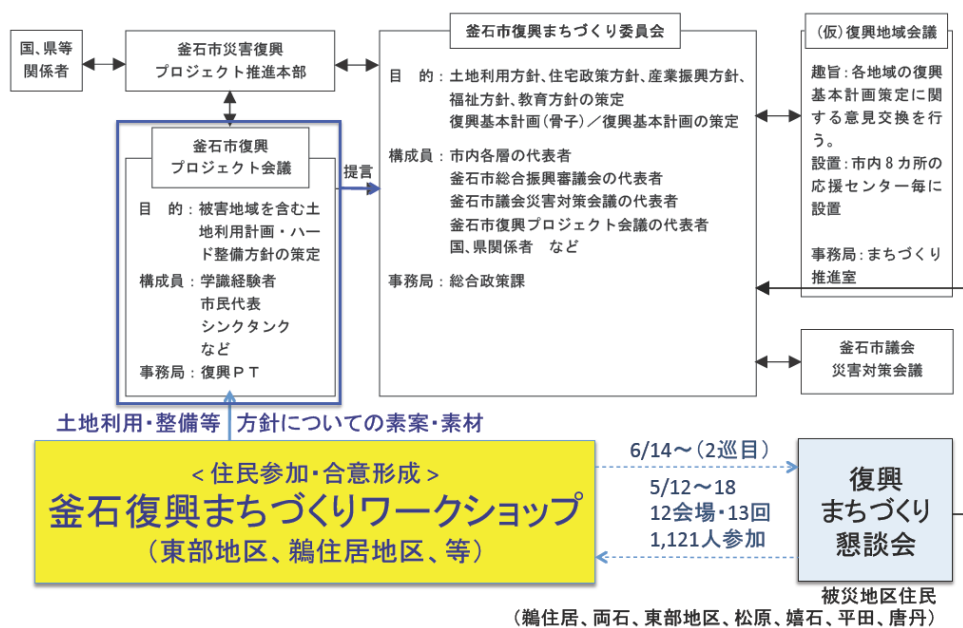 国、県等
関係者
釜石市災害復興
プロジェクト推進本部
釜石市復興まちづくり委員会
目　的：土地利用方針、住宅政策方針、産業振興方針、
福祉方針、教育方針の策定
復興基本計画(骨子)／復興基本計画の策定
構成員：市内各層の代表者
釜石市総合振興審議会の代表者
釜石市議会災害対策会議の代表者
釜石市復興プロジェクト会議の代表者
国、県関係者　など
事務局：総合政策課
(仮)復興地域会議
趣旨：各地域の復興
基本計画策定に関
する意見交換を行
う。
設置：市内８カ所の
応援センター毎に
設置
事務局：まちづくり
推進室
釜石市復興
プロジェクト会議
提言
目　的：被害地域を含む土
地利用計画・ハー
ド整備方針の策定
構成員：学識経験者
市民代表
シンクタンク
など
事務局：復興ＰＴ
釜石市議会
災害対策会議
土地利用・整備等　方針についての素案・素材
＜住民参加・合意形成＞
釜石復興まちづくりワークショップ
（東部地区、鵜住居地区、等）
6/14～（2巡目）
5/12～18
12会場・13回
1,121人参加
復興
まちづくり
懇談会
被災地区住民
（鵜住居、両石、東部地区、松原、嬉石、平田、唐丹）